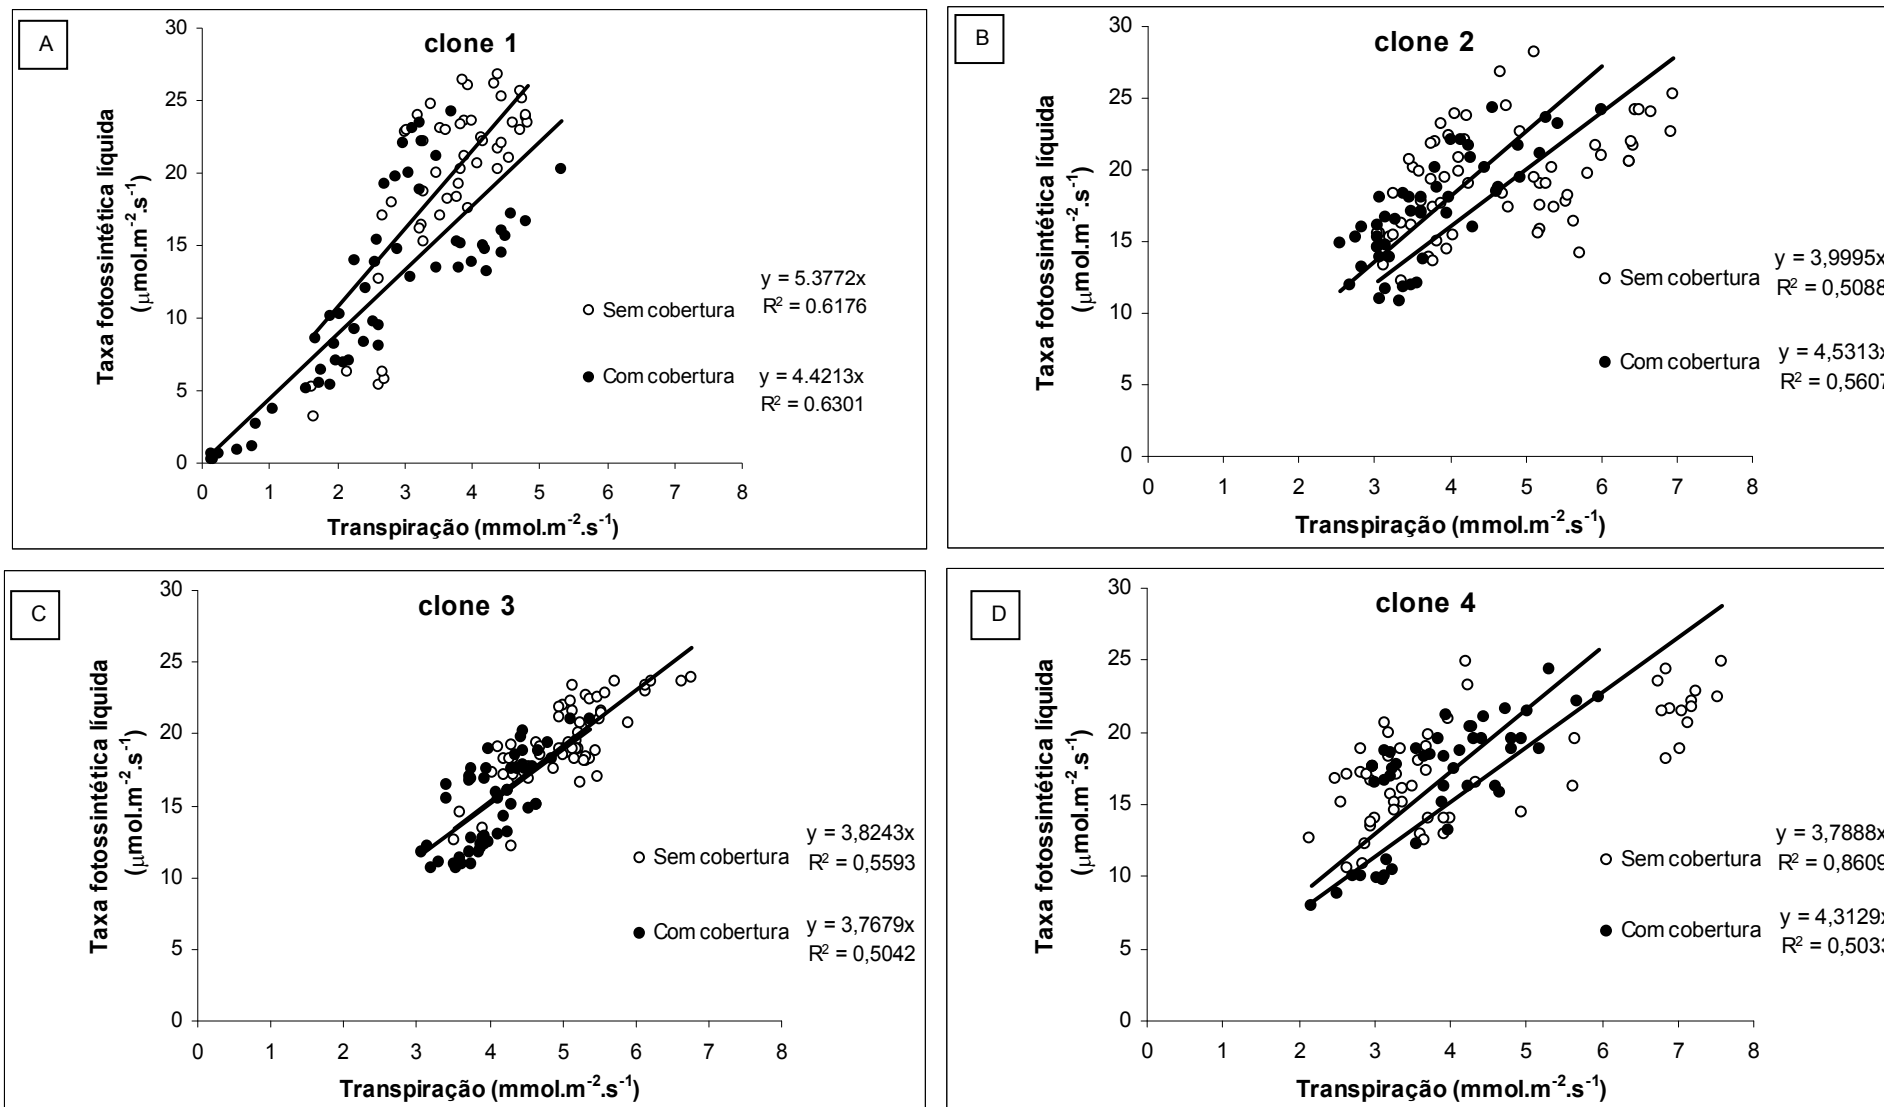 A
clone 1
Taxa fotossintética líquida
(μmol.m⁻².s⁻¹)
30
25
20
15
10
5
0
0 1 2 3 4 5 6 7 8
Transpiração (mmol.m⁻².s⁻¹)
Sem cobertura
y = 5.3772x
R² = 0.6176
Com cobertura
y = 4.4213x
R² = 0.6301
B
clone 2
Taxa fotossintética líquida
(μmol.m⁻².s⁻¹)
30
25
20
15
10
5
0
0 1 2 3 4 5 6 7 8
Transpiração (mmol.m⁻².s⁻¹)
Sem cobertura
y = 3,9995x
R² = 0,5088
Com cobertura
y = 4,5313x
R² = 0,5607
C
clone 3
Taxa fotossintética líquida
(μmol.m⁻².s⁻¹)
30
25
20
15
10
5
0
0 1 2 3 4 5 6 7 8
Transpiração (mmol.m⁻².s⁻¹)
Sem cobertura
y = 3,8243x
R² = 0,5593
Com cobertura
y = 3,7679x
R² = 0,5042
D
clone 4
Taxa fotossintética líquida
(μmol.m⁻².s⁻¹)
30
25
20
15
10
5
0
0 1 2 3 4 5 6 7 8
Transpiração (mmol.m⁻².s⁻¹)
Sem cobertura
y = 3,7888x
R² = 0,8609
Com cobertura
y = 4,3129x
R² = 0,5033